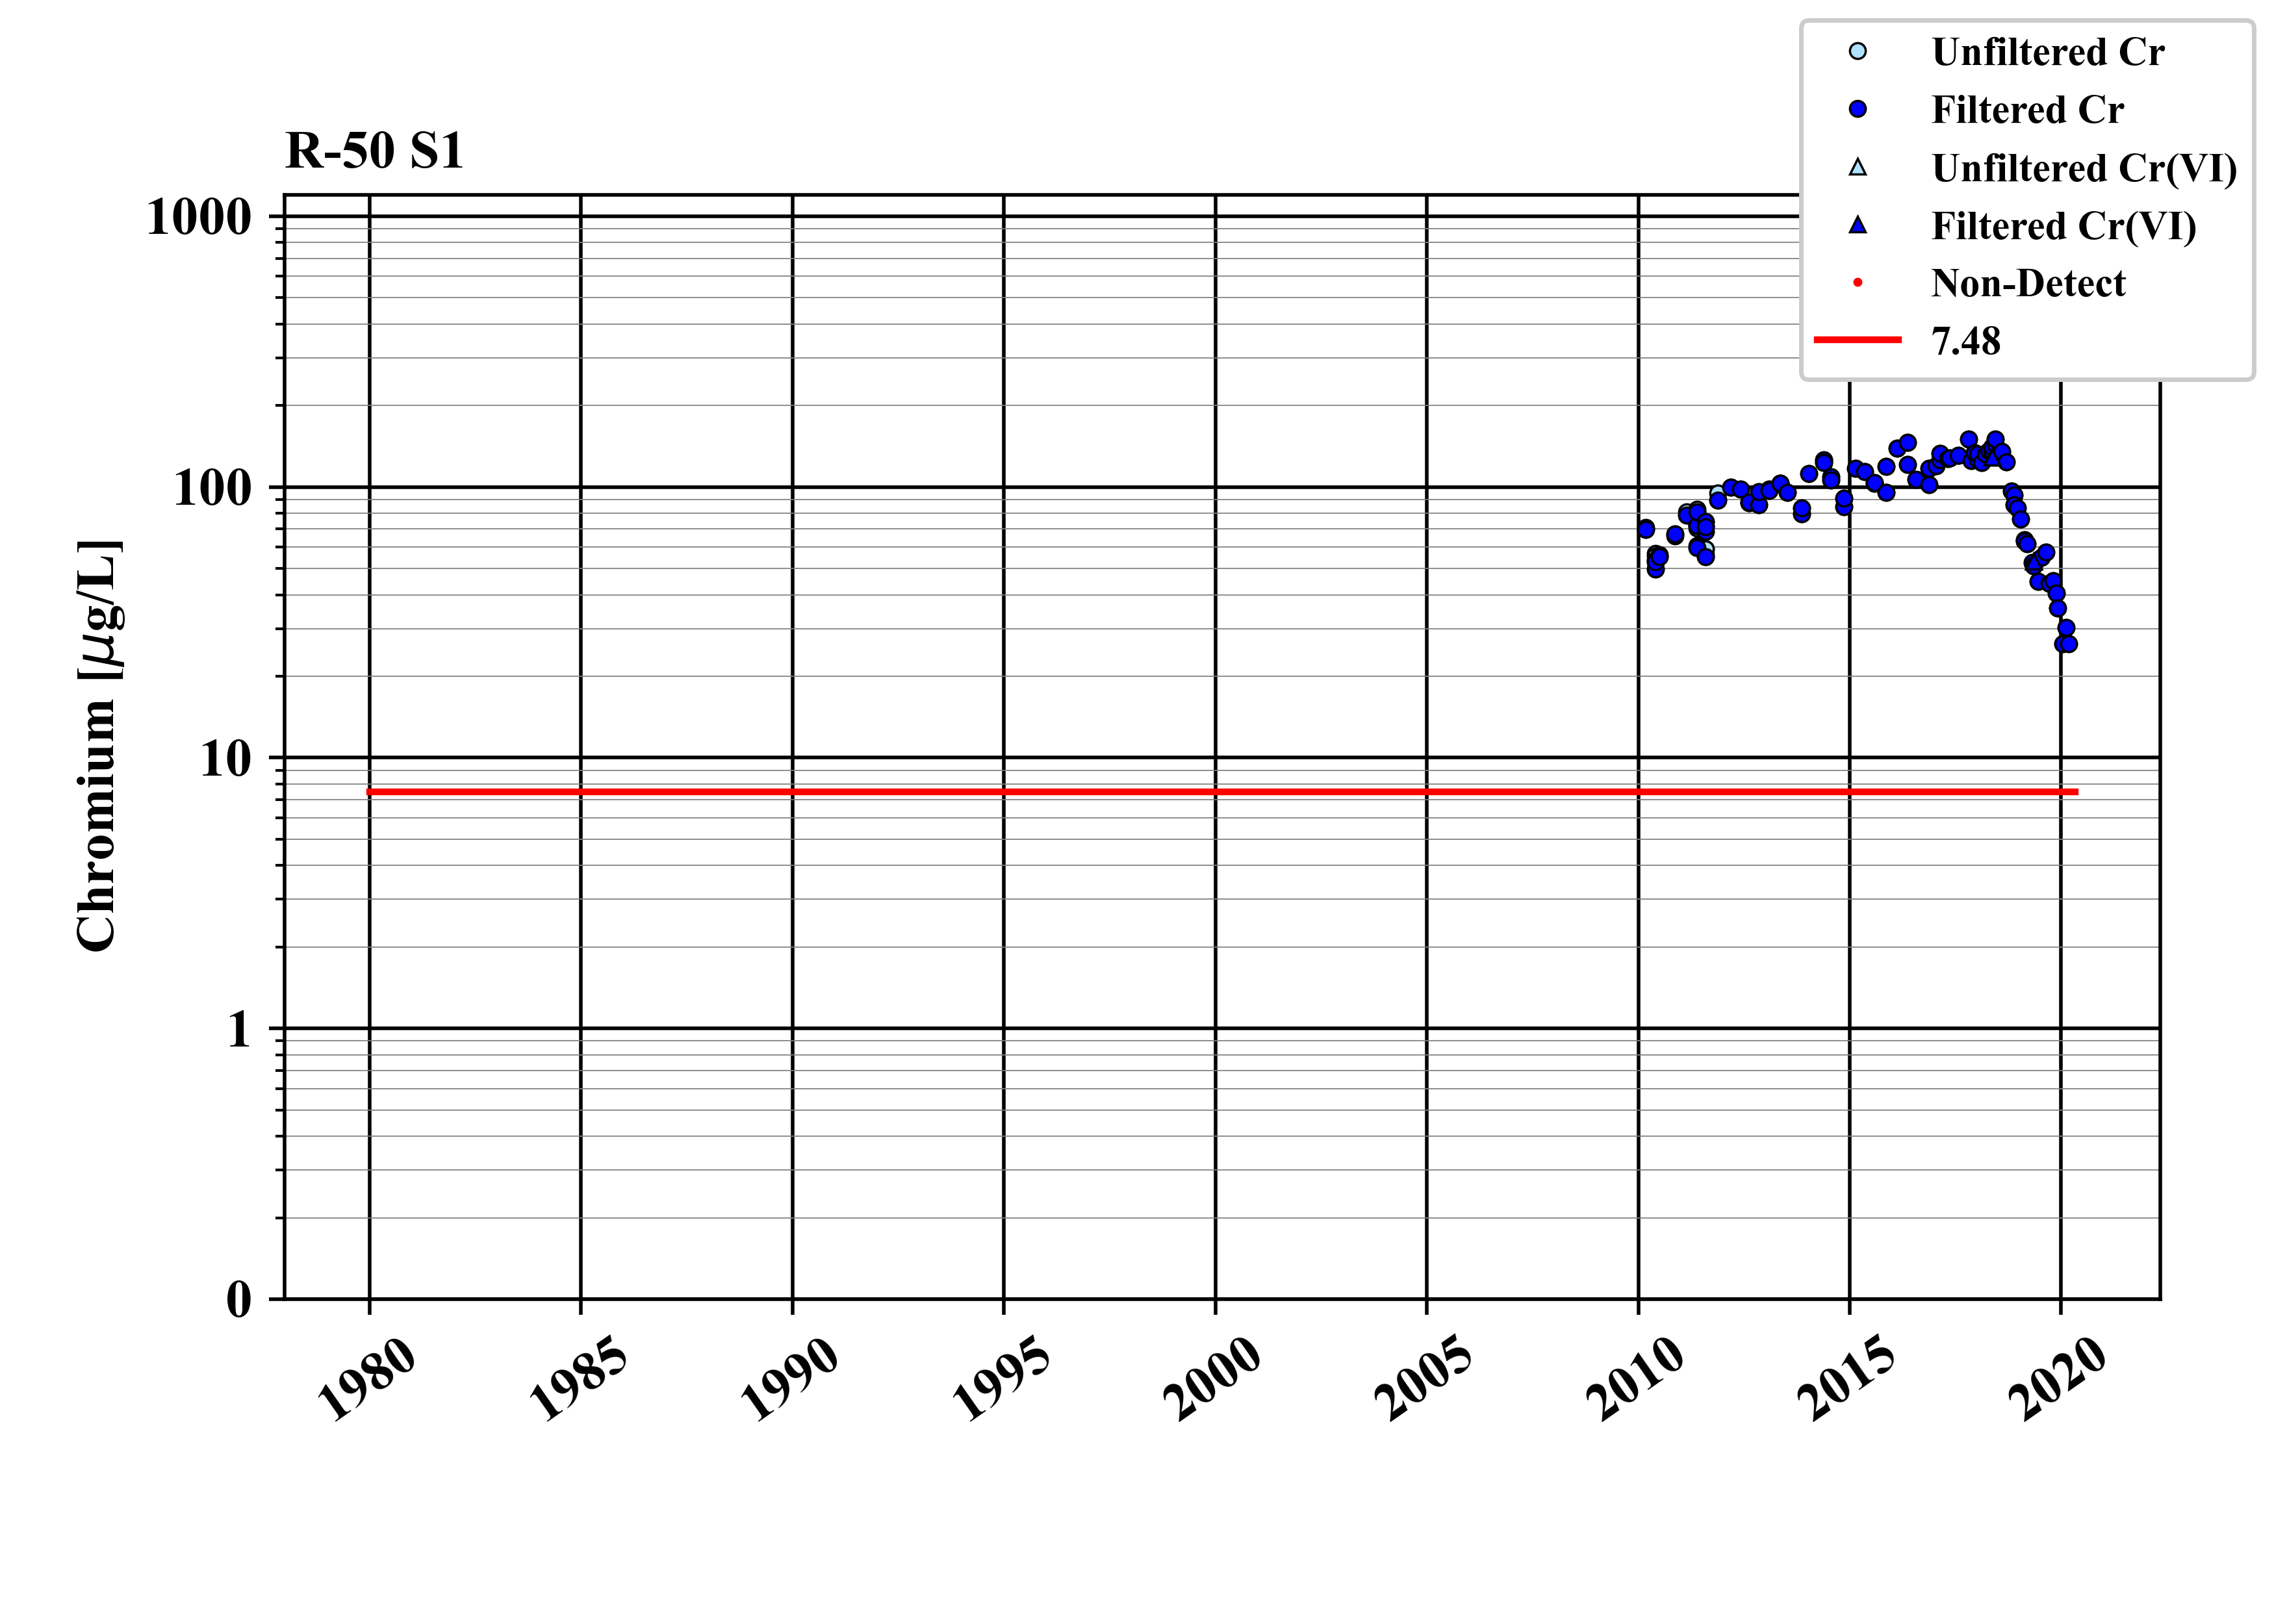 Unfiltered Cr
Filtered Cr
Unfiltered Cr(VI)
Filtered Cr(VI)
Non-Detect
7.48
R-50 S1
1000
100
10
1
0
Chromium [μg/L]
1980
1985
1990
1995
2000
2005
2010
2015
2020